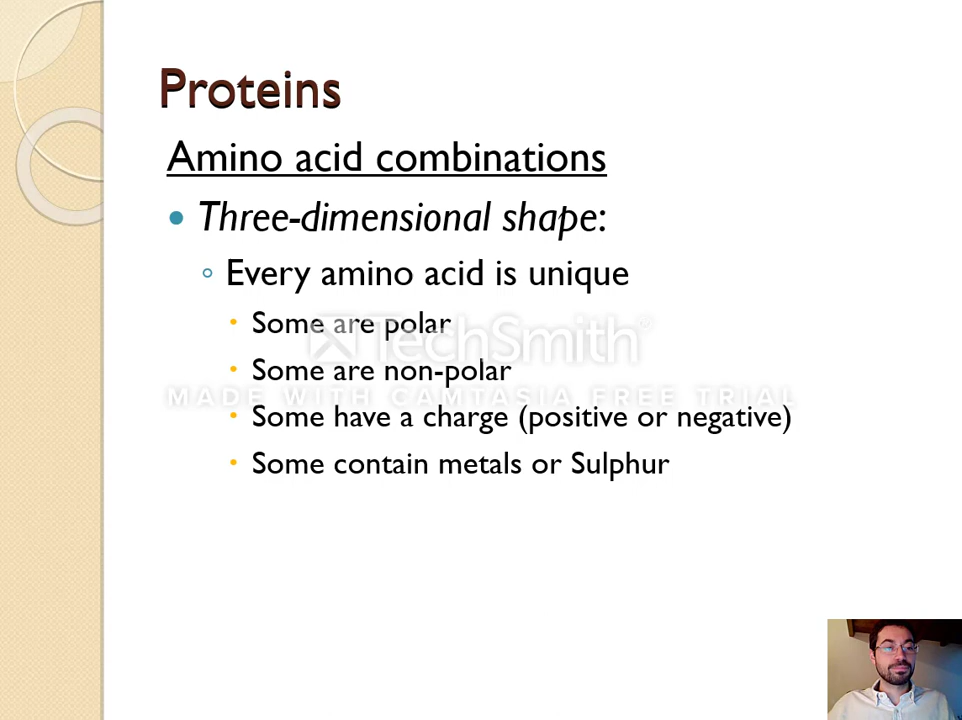 Proteins
Amino acid combinations
Three-dimensional shape:
Every amino acid is unique
Some are polar
TechSmith®
Some are non-polar
MADE WITH CAMTASIA FREE TRIAL
Some have a charge (positive or negative)
Some contain metals or Sulphur